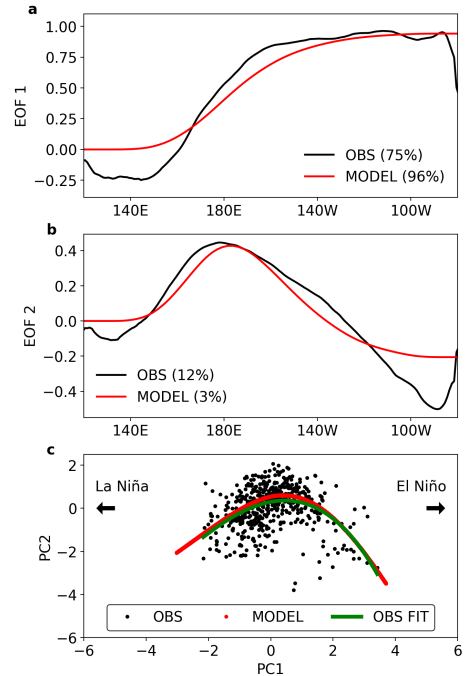 a
1.00
0.75
0.50
0.25
0.00
−0.25
EOF 1
OBS (75%)
MODEL (96%)
140E 180E 140W 100W
b
0.4
0.2
0.0
−0.2
−0.4
EOF 2
OBS (12%)
MODEL (3%)
140E 180E 140W 100W
c
2
0
−2
−4
−6
PC2
La Niña El Niño
OBS MODEL OBS FIT
−6 −4 −2 0 2 4 6
PC1